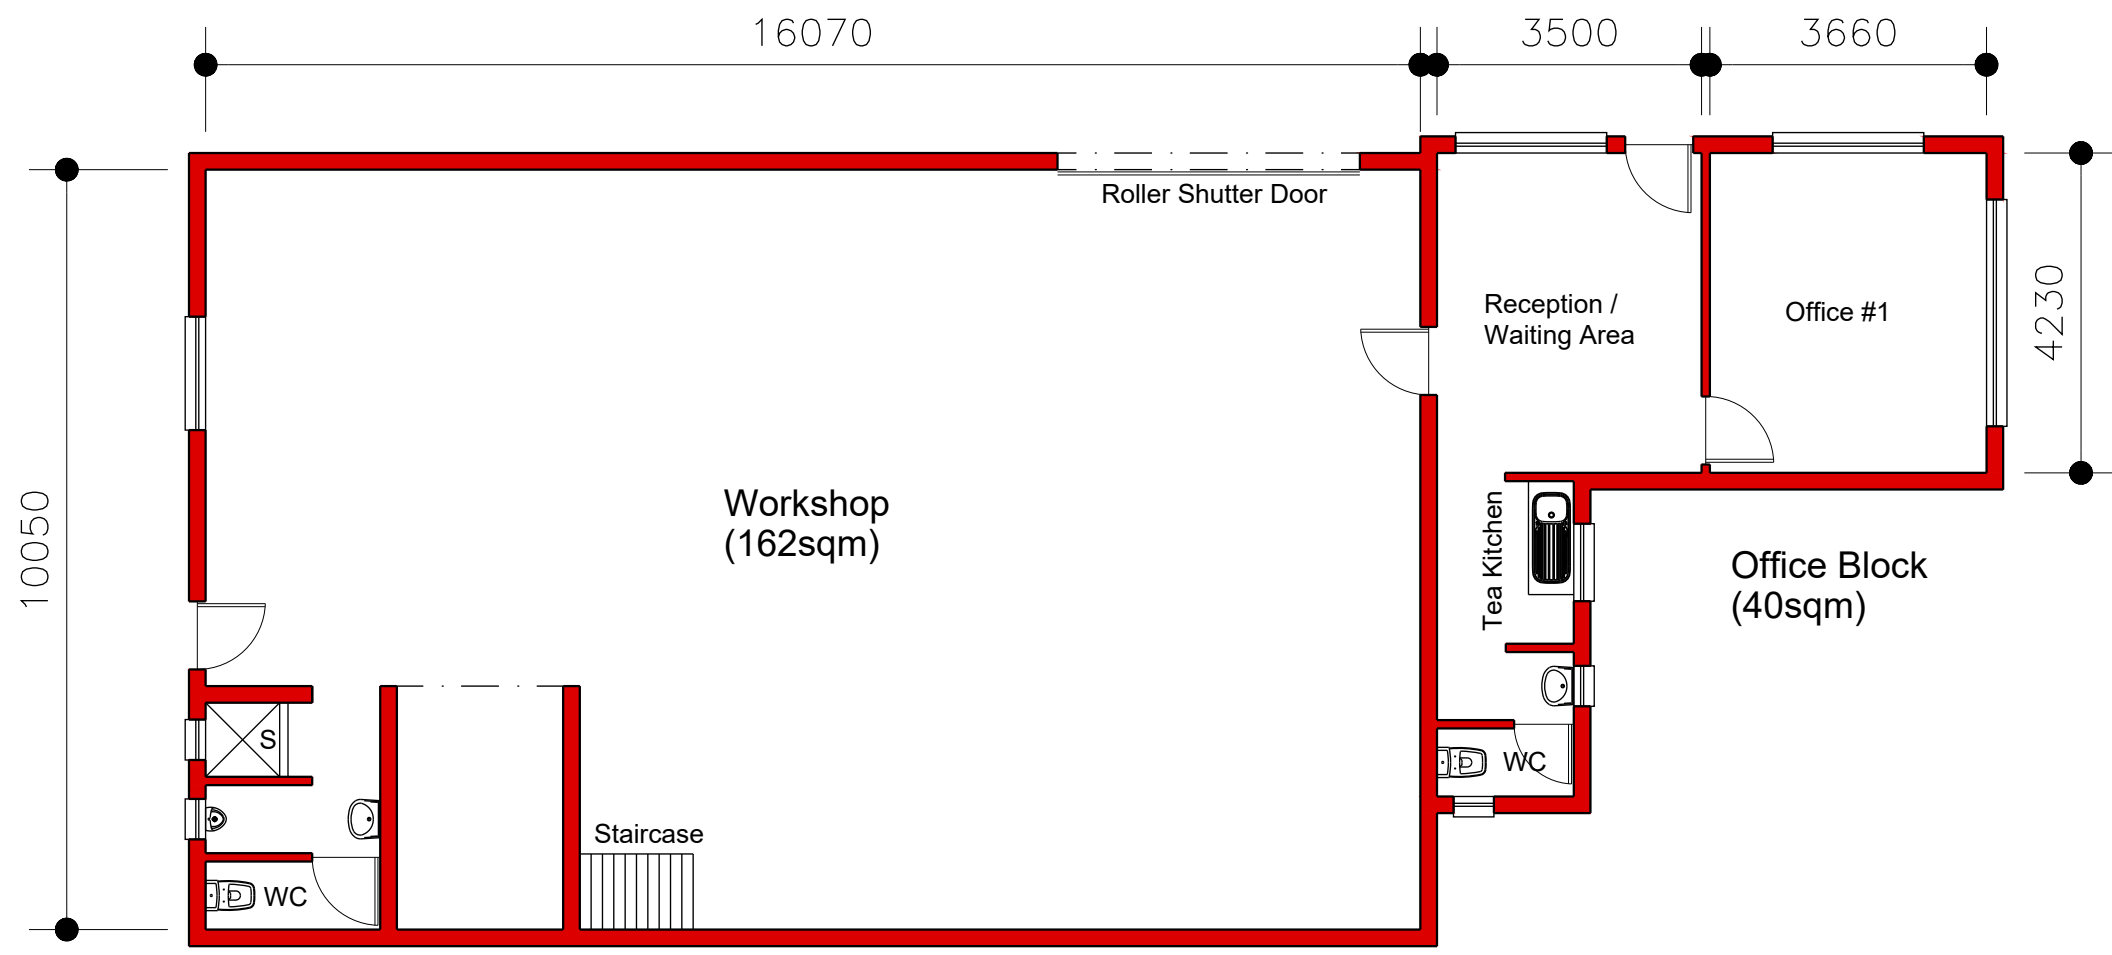 16070
3500
3660
Roller Shutter Door
Reception /
Waiting Area
Office #1
4230
10050
Workshop
(162sqm)
Tea Kitchen
Office Block
(40sqm)
S
WC
Staircase
WC